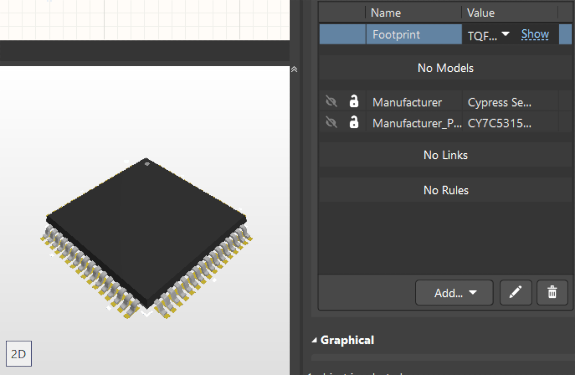 Name Value
Footprint TQF... Show
No Models
Manufacturer Cypress Se...
Manufacturer_P... CY7C5315...
No Links
No Rules
Add...
Graphical
2D